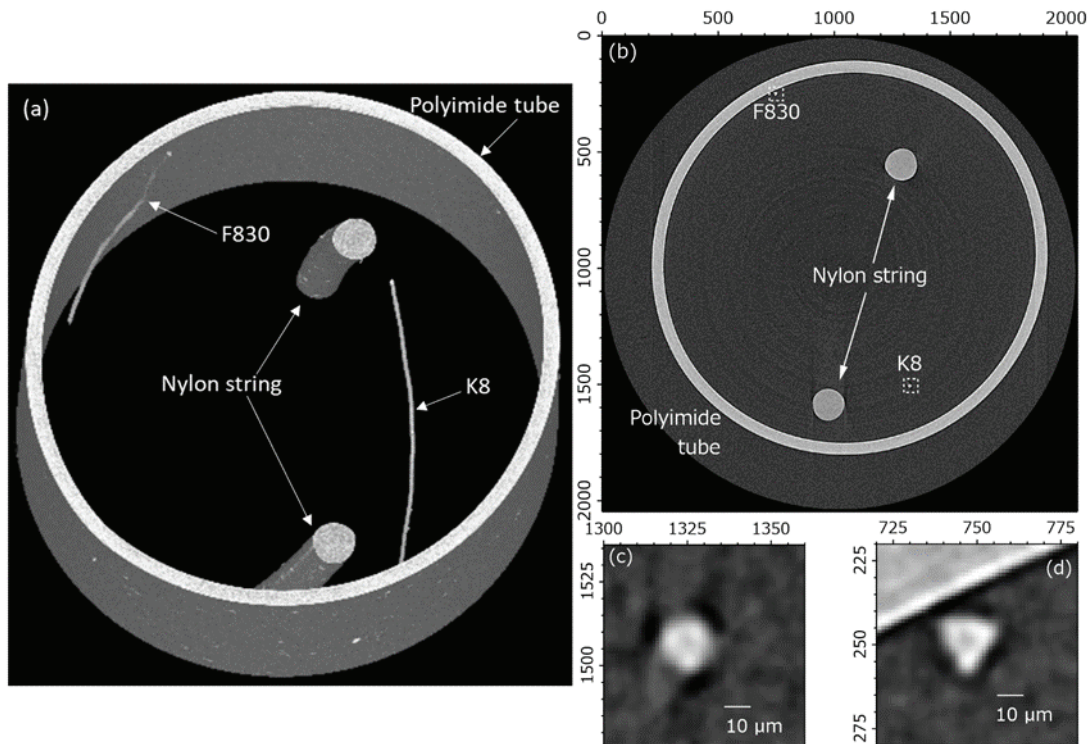 (a)
Polyimide tube
F830
Nylon string
K8
0 500 1000 1500 2000
0
500
1000
1500
2000
(b)
F830
Nylon string
K8
Polyimide
tube
1300 1325 1350
1525
1500
(c)
10 µm
725 750 775
225
250
275
(d)
10 µm